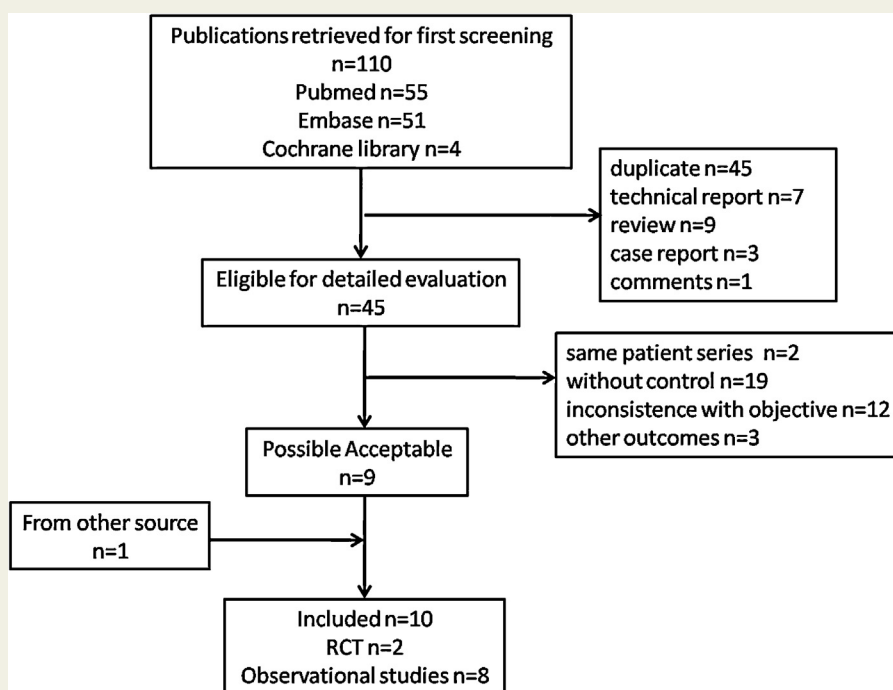 Publications retrieved for first screening
n=110
Pubmed n=55
Embase n=51
Cochrane library n=4
duplicate n=45
technical report n=7
review n=9
case report n=3
comments n=1
Eligible for detailed evaluation
n=45
same patient series n=2
without control n=19
inconsistence with objective n=12
other outcomes n=3
Possible Acceptable
n=9
From other source
n=1
Included n=10
RCT n=2
Observational studies n=8